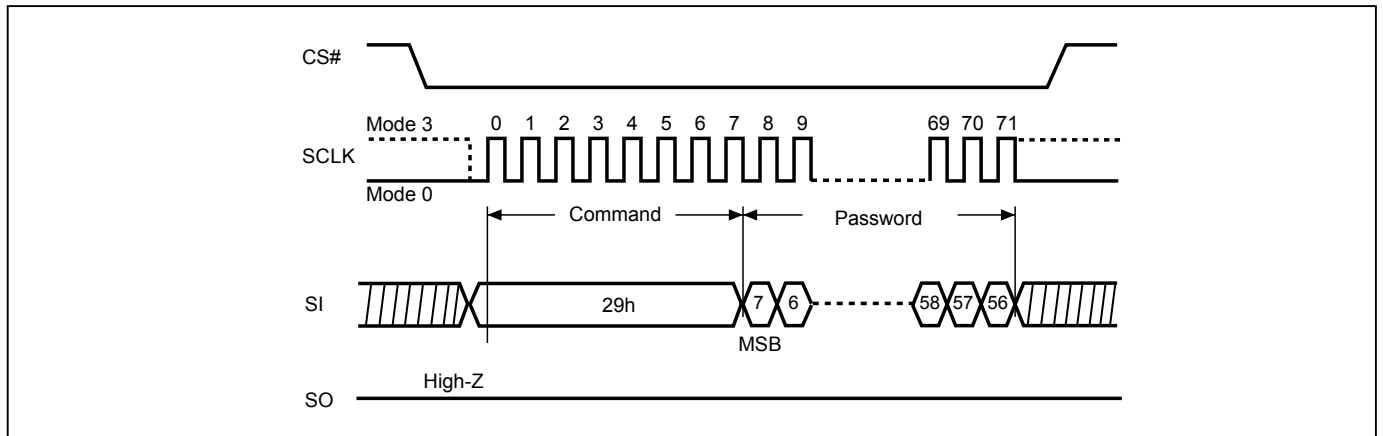 CS#
Mode 3 0 1 2 3 4 5 6 7 8 9 69 70 71
SCLK
Mode 0
Command Password
SI 29h 7 6 58 57 56
MSB
High-Z
SO